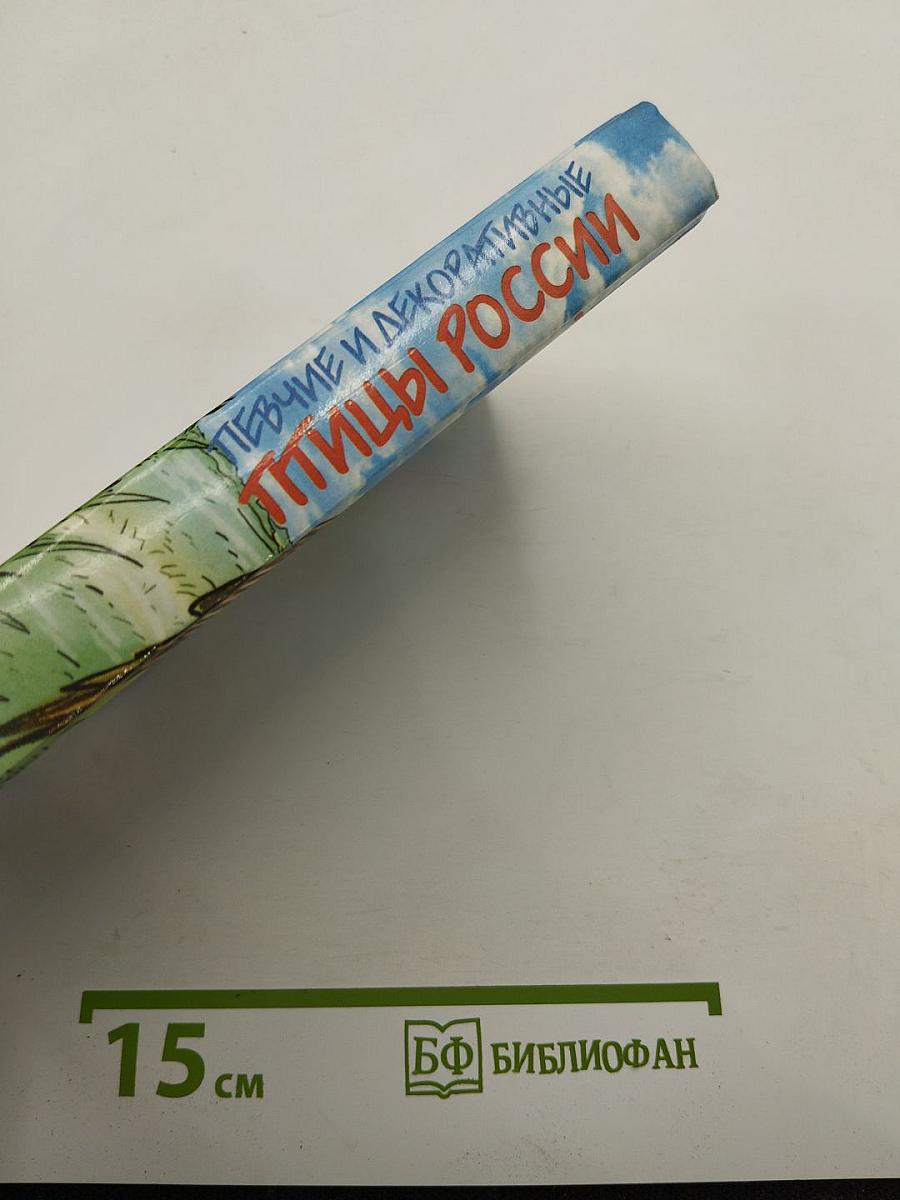 ПЕВЧИЕ И ДЕКОРАТИВНЫЕ
ПТИЦЫ РОССИИ
15 см
БФ БИБЛИОФАН